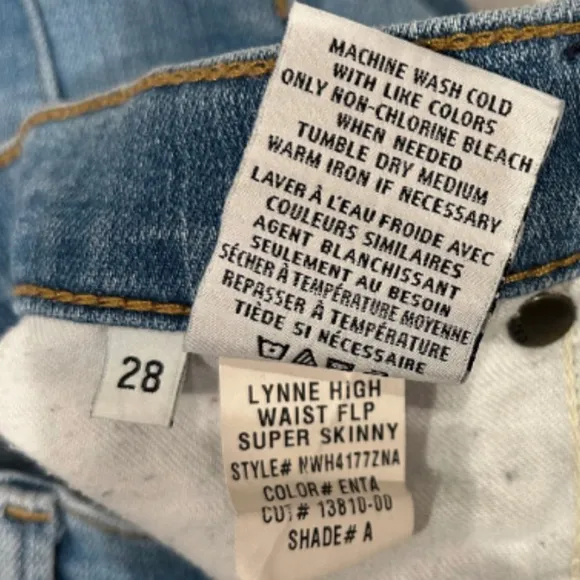 MACHINE WASH COLD
WITH LIKE COLORS
ONLY NON-CHLORINE BLEACH
WHEN NEEDED
TUMBLE DRY MEDIUM
WARM IRON IF NECESSARY
LAVER À L'EAU FROIDE AVEC
COULEURS SIMILAIRES
AGENT BLANCHISSANT
SEULEMENT AU BESOIN
SÉCHER À TEMPÉRATURE MOYENNE
REPASSER À TEMPÉRATURE
TIÈDE SI NÉCESSAIRE
28
LYNNE HIGH
WAIST FLP
SUPER SKINNY
STYLE# NWH4177ZNA
COLOR# ENTA
CUT# 13810-00
SHADE# A